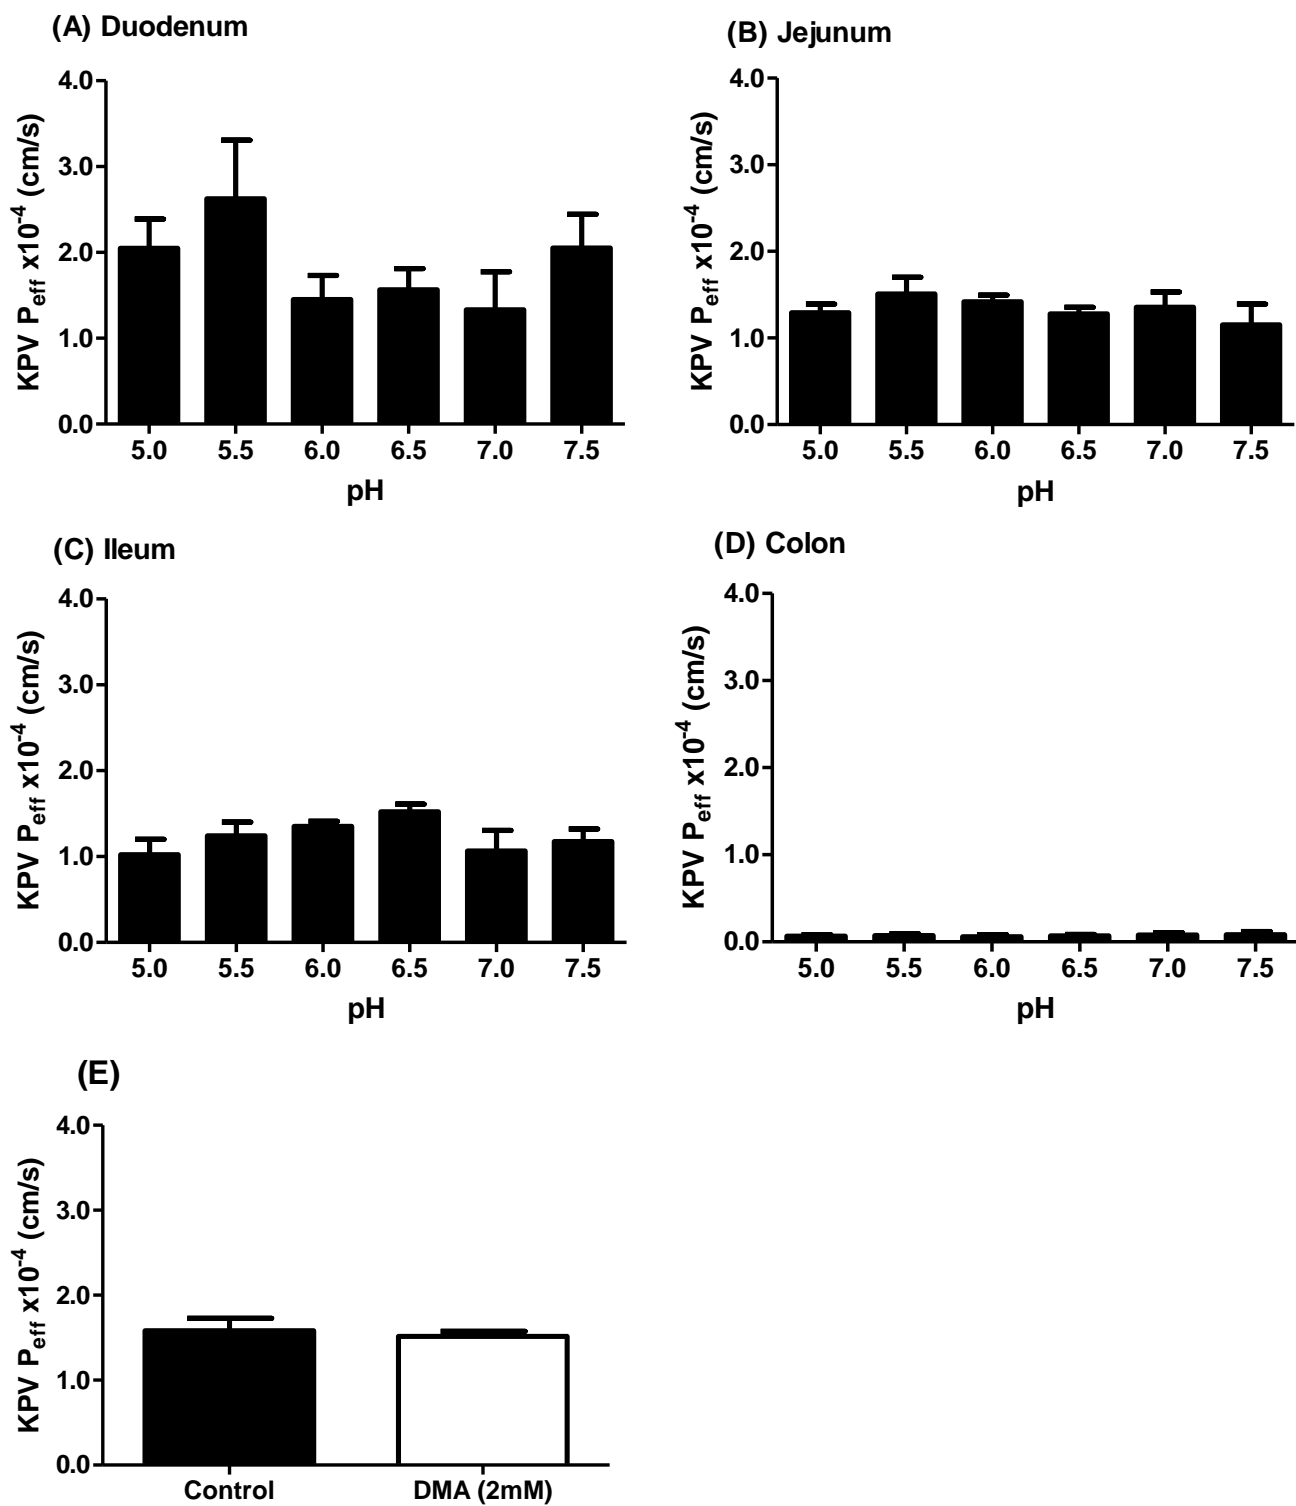 (A) Duodenum
KPV Peff x10-4 (cm/s)
4.0
3.0
2.0
1.0
0.0
5.0 5.5 6.0 6.5 7.0 7.5
pH
(B) Jejunum
KPV Peff x10-4 (cm/s)
4.0
3.0
2.0
1.0
0.0
5.0 5.5 6.0 6.5 7.0 7.5
pH
(C) Ileum
KPV Peff x10-4 (cm/s)
4.0
3.0
2.0
1.0
0.0
5.0 5.5 6.0 6.5 7.0 7.5
pH
(D) Colon
KPV Peff x10-4 (cm/s)
4.0
3.0
2.0
1.0
0.0
5.0 5.5 6.0 6.5 7.0 7.5
pH
(E)
KPV Peff x10-4 (cm/s)
4.0
3.0
2.0
1.0
0.0
Control DMA (2mM)